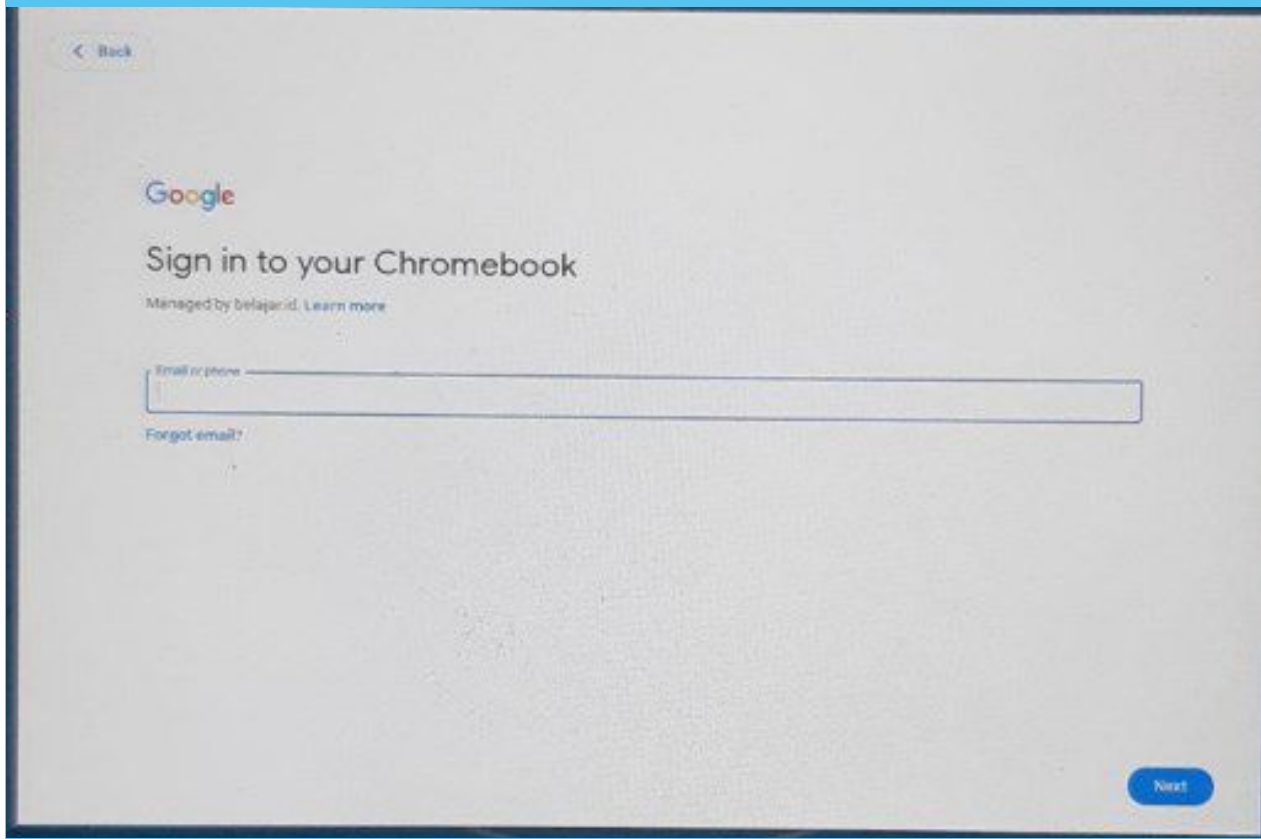 Back
Google
Sign in to your Chromebook
Managed by belajar.id. Learn more
Email or phone
Forgot email?
Next